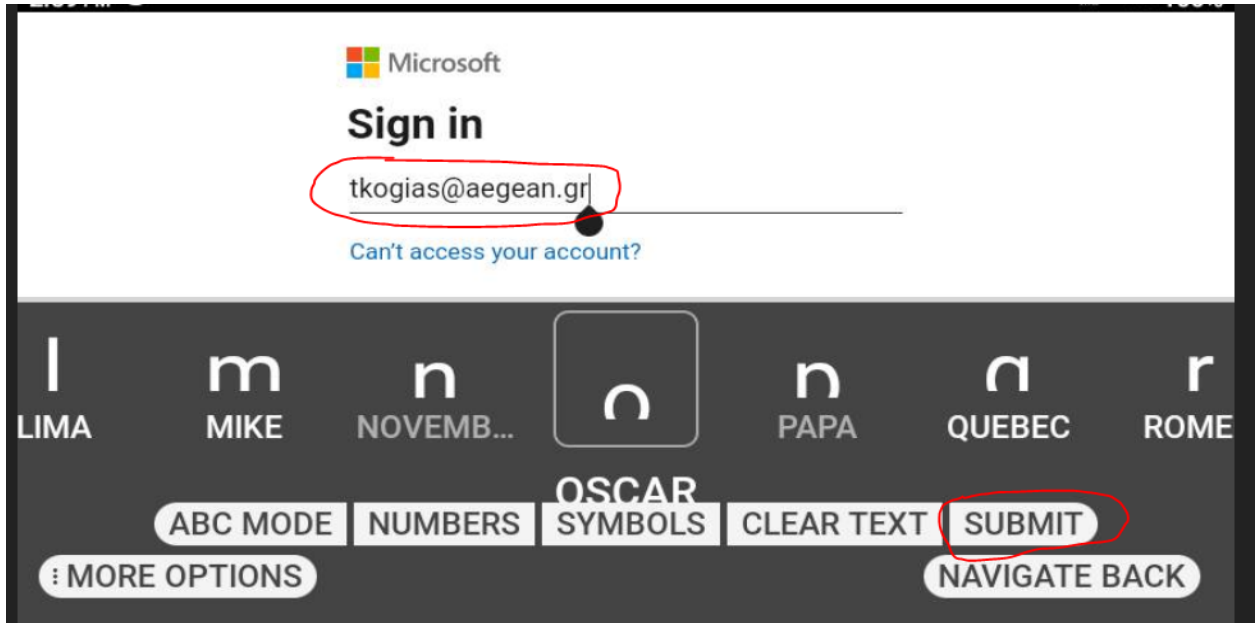 Microsoft
Sign in
tkogias@aegean.gr
Can't access your account?
l m n o p q r
LIMA MIKE NOVEMB... PAPA QUEBEC ROME
OSCAR
ABC MODE NUMBERS SYMBOLS CLEAR TEXT SUBMIT
MORE OPTIONS NAVIGATE BACK